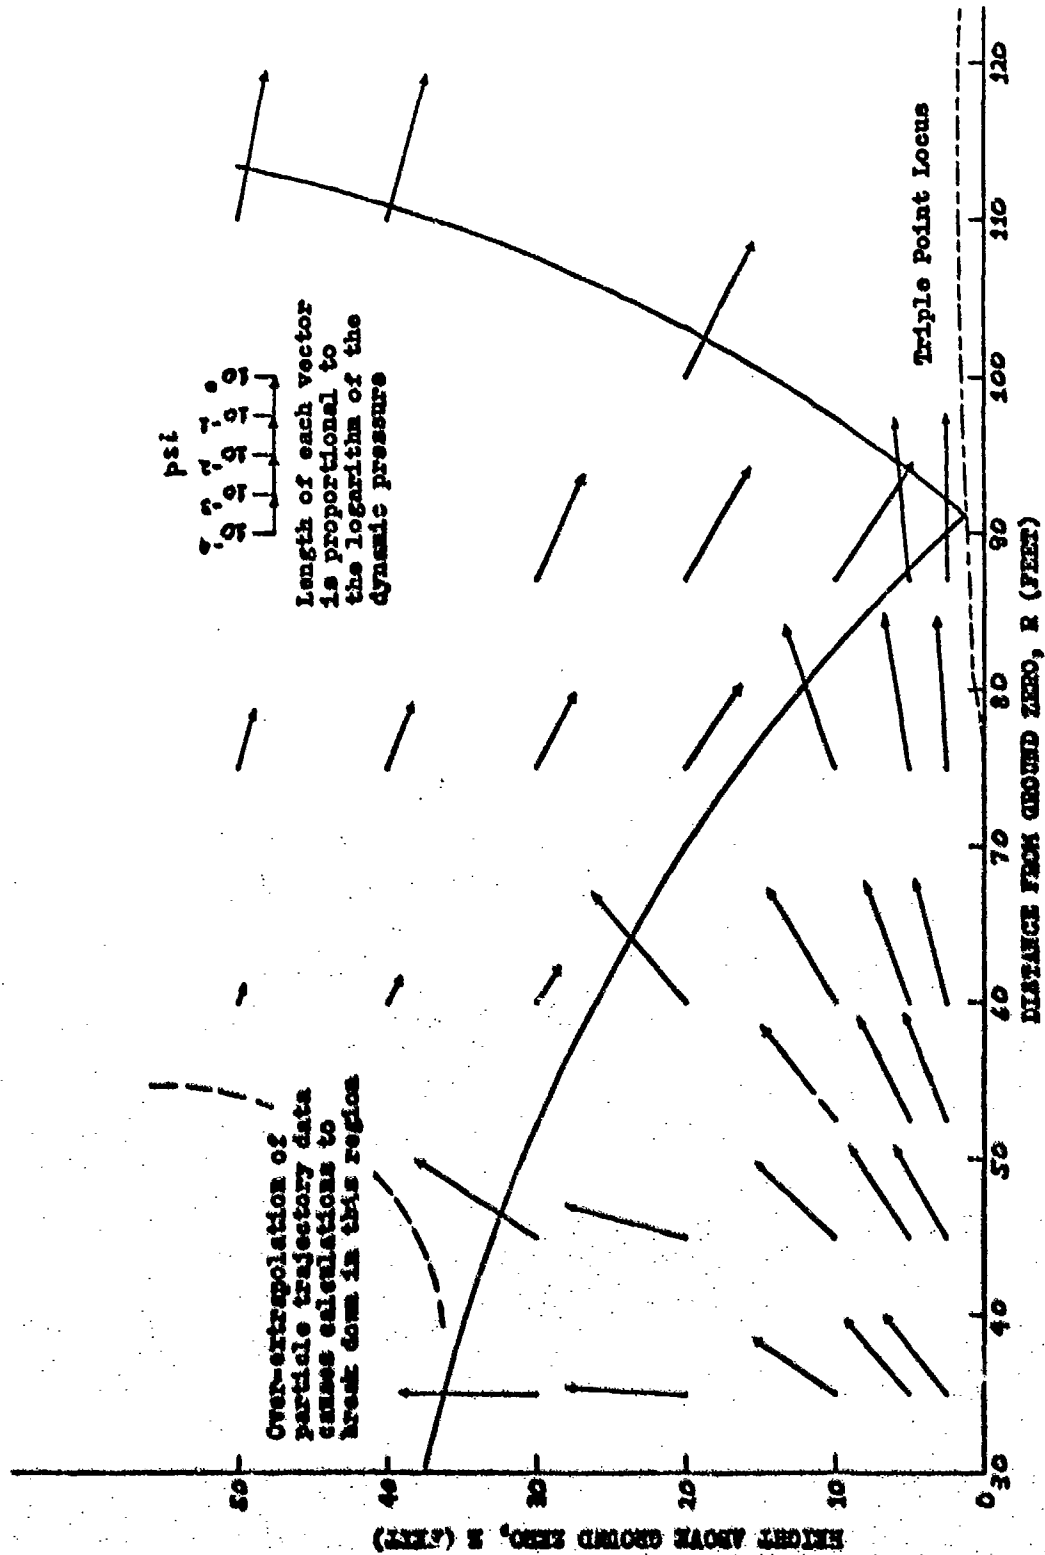 psi
Length of each vector
is proportional to
the logarithm of the
dynamic pressure
Over-extrapolation of
particle trajectory data
causes calculations to
break down in this region
Triple Point Locus
HEIGHT ABOVE GROUND ZERO, (FEET)
50
40
30
20
10
0
30
40
50
60
70
80
90
100
110
120
DISTANCE FROM GROUND ZERO, R (FEET)